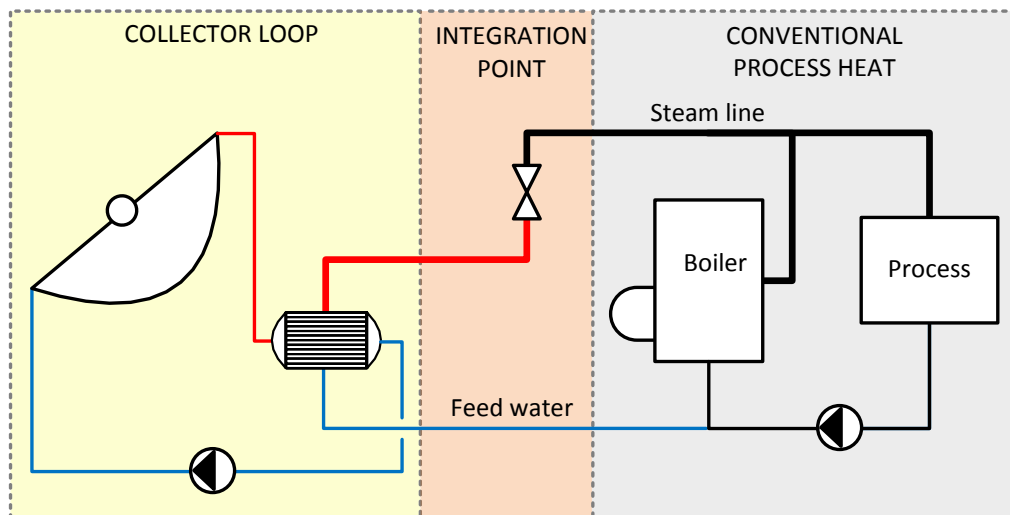 COLLECTOR LOOP
INTEGRATION
POINT
CONVENTIONAL
PROCESS HEAT
Steam line
Boiler
Process
Feed water